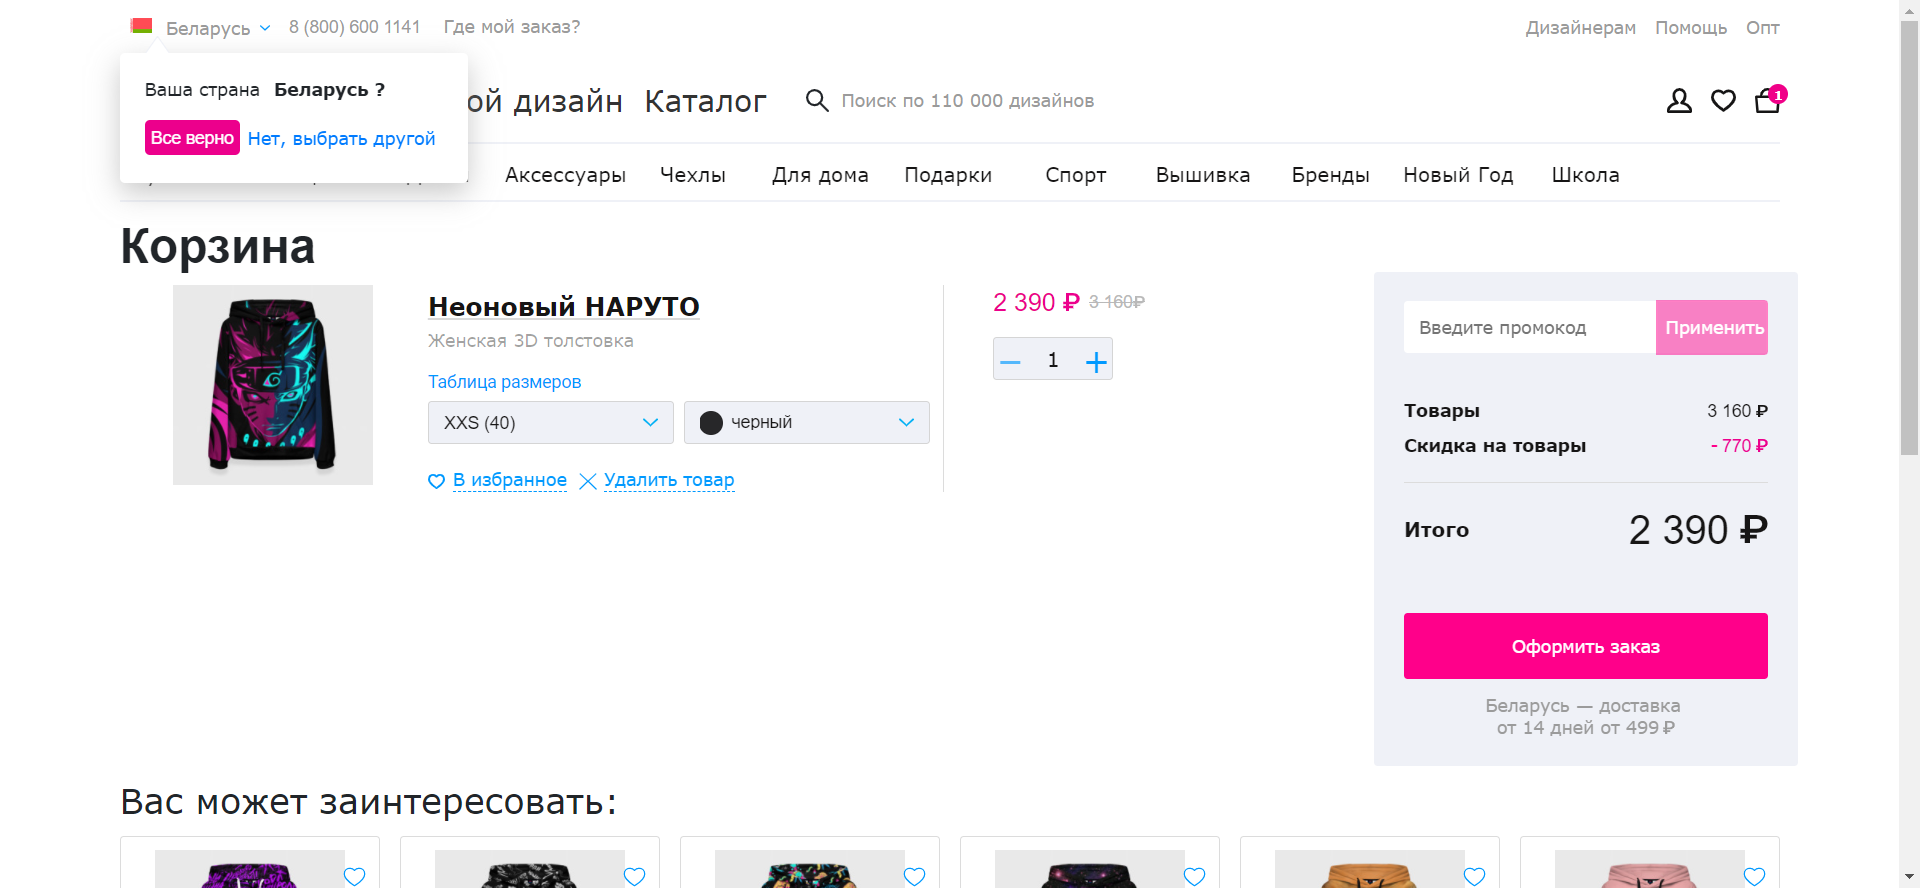 Беларусь
8 (800) 600 1141
Где мой заказ?
Дизайнерам
Помощь
Опт
Ваша страна Беларусь ?
Все верно
Нет, выбрать другой
ой дизайн
Каталог
Поиск по 110 000 дизайнов
1
Аксессуары
Чехлы
Для дома
Подарки
Спорт
Вышивка
Бренды
Новый Год
Школа
Корзина
Неоновый НАРУТО
Женская 3D толстовка
Таблица размеров
XXS (40)
черный
В избранное
Удалить товар
2 390 ₽ 3 160₽
1
Введите промокод
Применить
Товары 3 160 ₽
Скидка на товары - 770 ₽
Итого 2 390 ₽
Оформить заказ
Беларусь — доставка
от 14 дней от 499 ₽
Вас может заинтересовать: